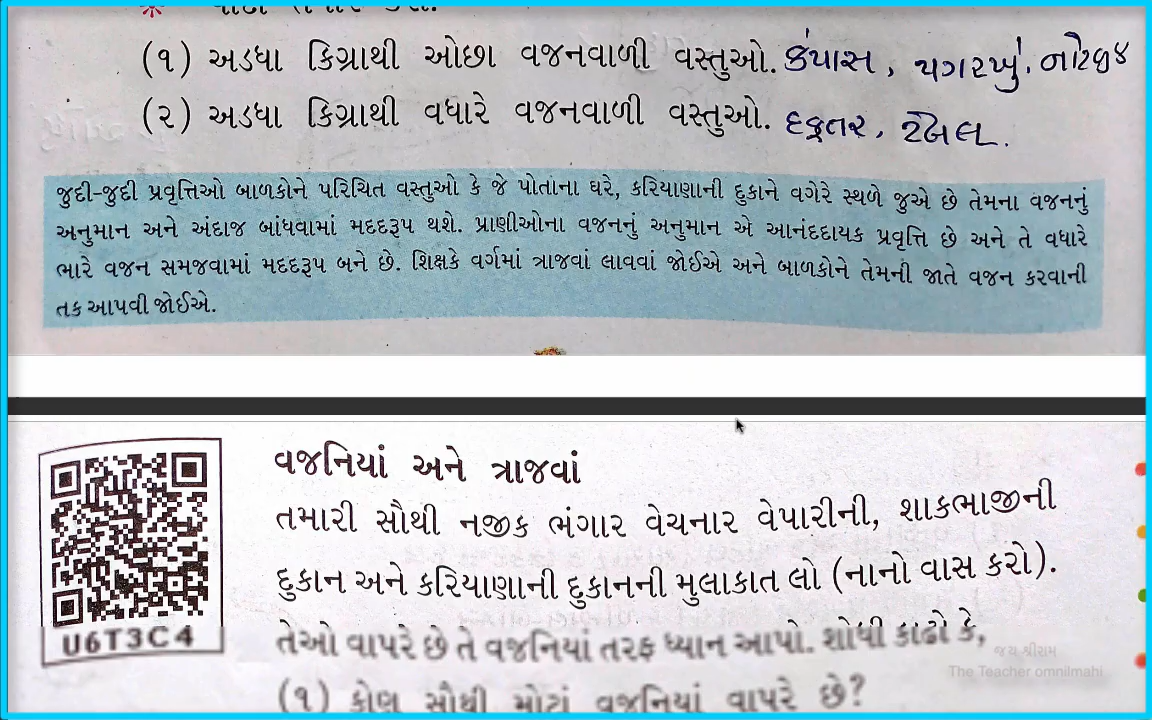 (૧) અડધા કિગ્રાથી ઓછા વજનવાળી વસ્તુઓ. કંપાસ, પગરખું, નોટબુક
(૨) અડધા કિગ્રાથી વધારે વજનવાળી વસ્તુઓ. દફતર, ટેબલ.
જુદી-જુદી પ્રવૃત્તિઓ બાળકોને પરિચિત વસ્તુઓ કે જે પોતાના ઘરે, કરિયાણાની દુકાને વગેરે સ્થળે જુએ છે તેમના વજનનું
અનુમાન અને અંદાજ બાંધવામાં મદદરૂપ થશે. પ્રાણીઓના વજનનું અનુમાન એ આનંદદાયક પ્રવૃત્તિ છે અને તે વધારે
ભારે વજન સમજવામાં મદદરૂપ બને છે. શિક્ષકે વર્ગમાં ત્રાજવાં લાવવાં જોઈએ અને બાળકોને તેમની જાતે વજન કરવાની
તક આપવી જોઈએ.
વજનિયાં અને ત્રાજવાં
તમારી સૌથી નજીક ભંગાર વેચનાર વેપારીની, શાકભાજીની
દુકાન અને કરિયાણાની દુકાનની મુલાકાત લો (નાનો વાસ કરો).
U6T3C4
તેઓ વાપરે છે તે વજનિયાં તરફ ધ્યાન આપો. શોધી કાઢો કે,
જય શ્રીરામ
The Teacher omnilmahi
(૧) કોણ સૌથી મોટાં વજનિયાં વાપરે છે?